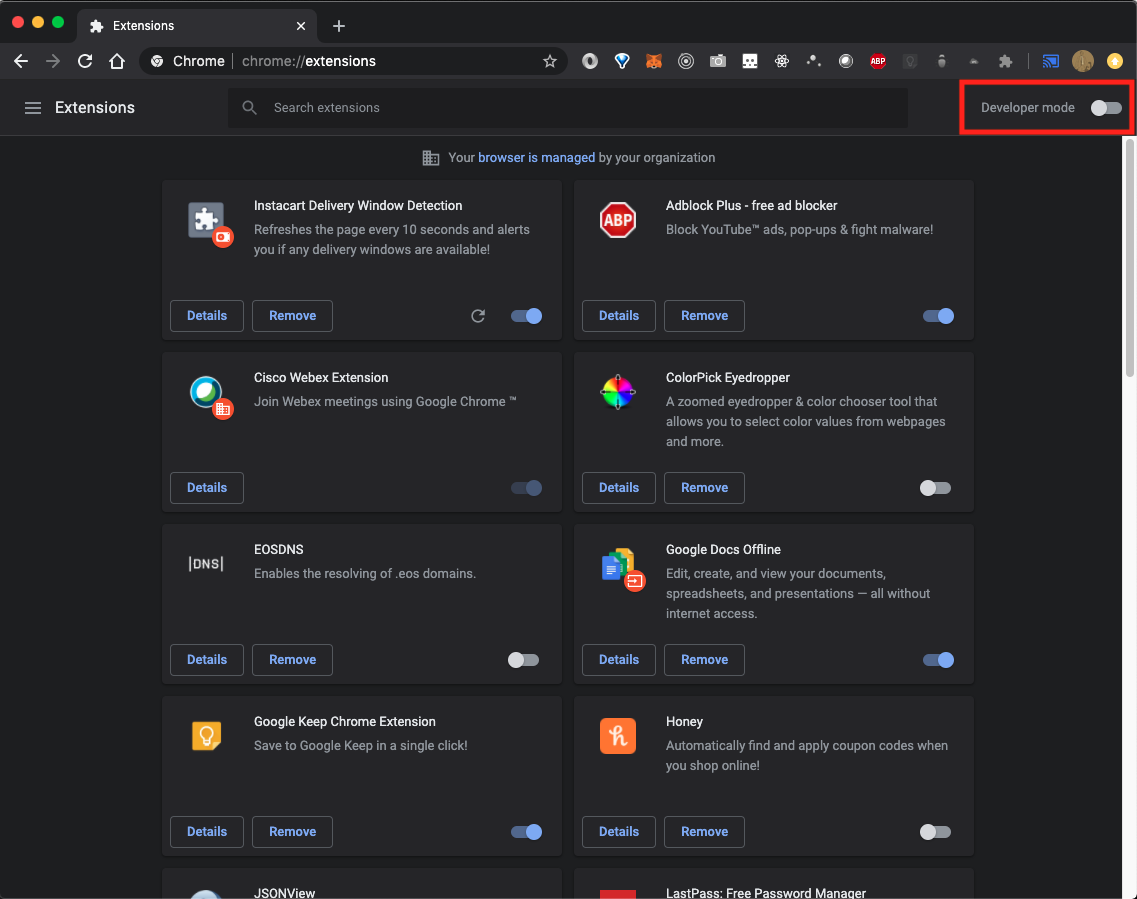 Extensions
Chrome | chrome://extensions
ABP
Extensions
Search extensions
Developer mode
Your browser is managed by your organization
Instacart Delivery Window Detection
Refreshes the page every 10 seconds and alerts
you if any delivery windows are available!
Details
Remove
ABP
Adblock Plus - free ad blocker
Block YouTube™ ads, pop-ups & fight malware!
Details
Remove
Cisco Webex Extension
Join Webex meetings using Google Chrome ™
Details
ColorPick Eyedropper
A zoomed eyedropper & color chooser tool that
allows you to select color values from webpages
and more.
Details
Remove
|DNS|
EOSDNS
Enables the resolving of .eos domains.
Details
Remove
Google Docs Offline
Edit, create, and view your documents,
spreadsheets, and presentations — all without
internet access.
Details
Remove
Google Keep Chrome Extension
Save to Google Keep in a single click!
Details
Remove
h
Honey
Automatically find and apply coupon codes when
you shop online!
Details
Remove
JSONView
LastPass: Free Password Manager